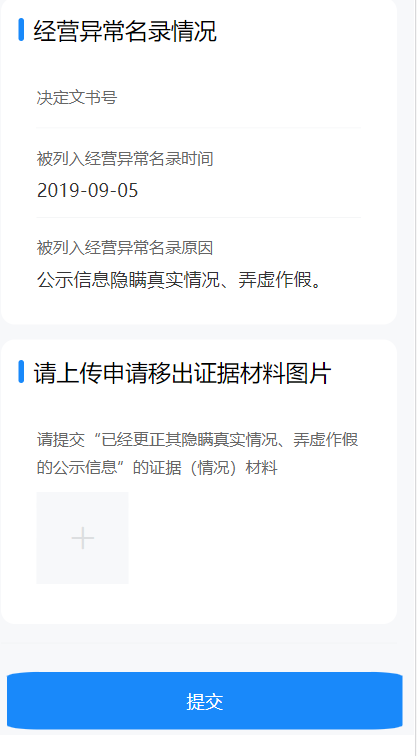 经营异常名录情况
决定文书号
被列入经营异常名录时间
2019-09-05
被列入经营异常名录原因
公示信息隐瞒真实情况、弄虚作假。
请上传申请移出证据材料图片
请提交“已经更正其隐瞒真实情况、弄虚作假
的公示信息”的证据（情况）材料
提交